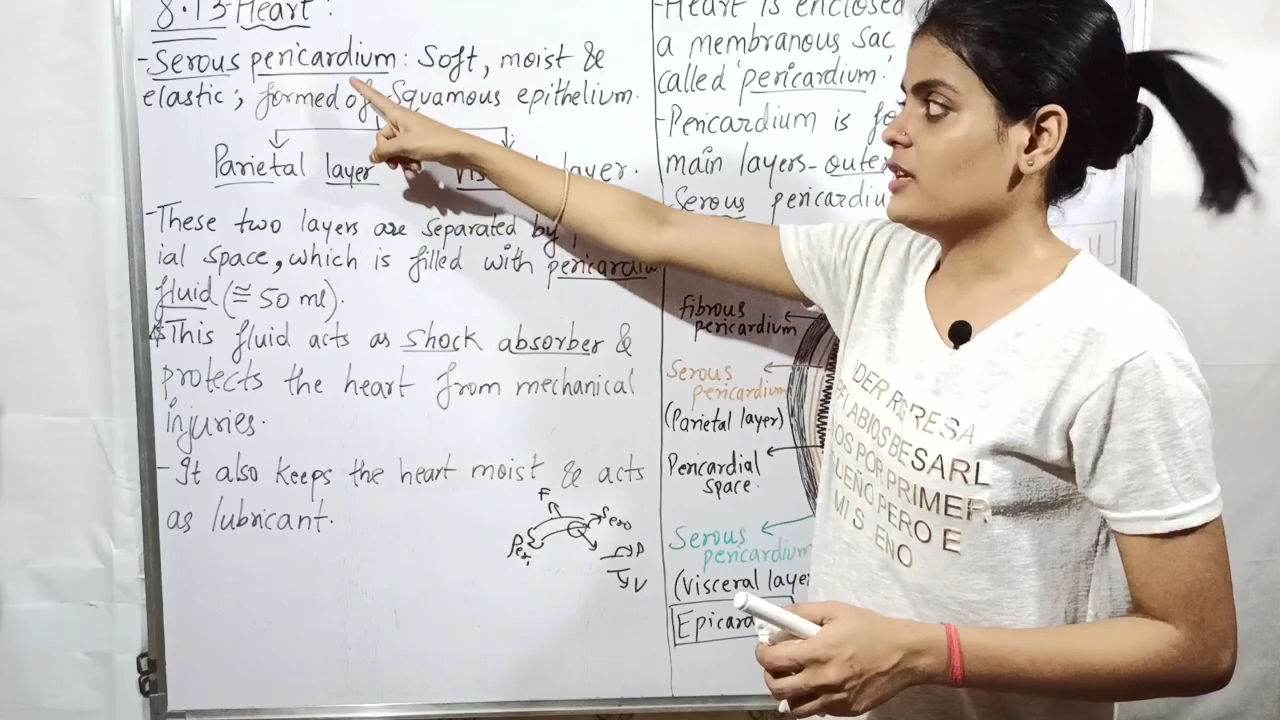 8.13-Heart:
-Serous pericardium: Soft, moist &
elastic; formed of Squamous epithelium.
Parietal layer
layer.
-These two layers are separated by
ial space, which is filled with pericardia
fluid (≅ 50 ml).
This fluid acts as shock absorber &
protects the heart from mechanical
injuries.
- It also keeps the heart moist & acts
as lubricant.
F
Sero
Per
P
V
-Heart is enclosed
a membranous sac
called 'pericardium.'
-Pericardium is
main layers- outer
-Serous pericardiu
fibrous
pericardium
Serous
pericardium
(Parietal layer)
Pericardial
space.
Serous
pericardium
(Visceral laye
Epicard